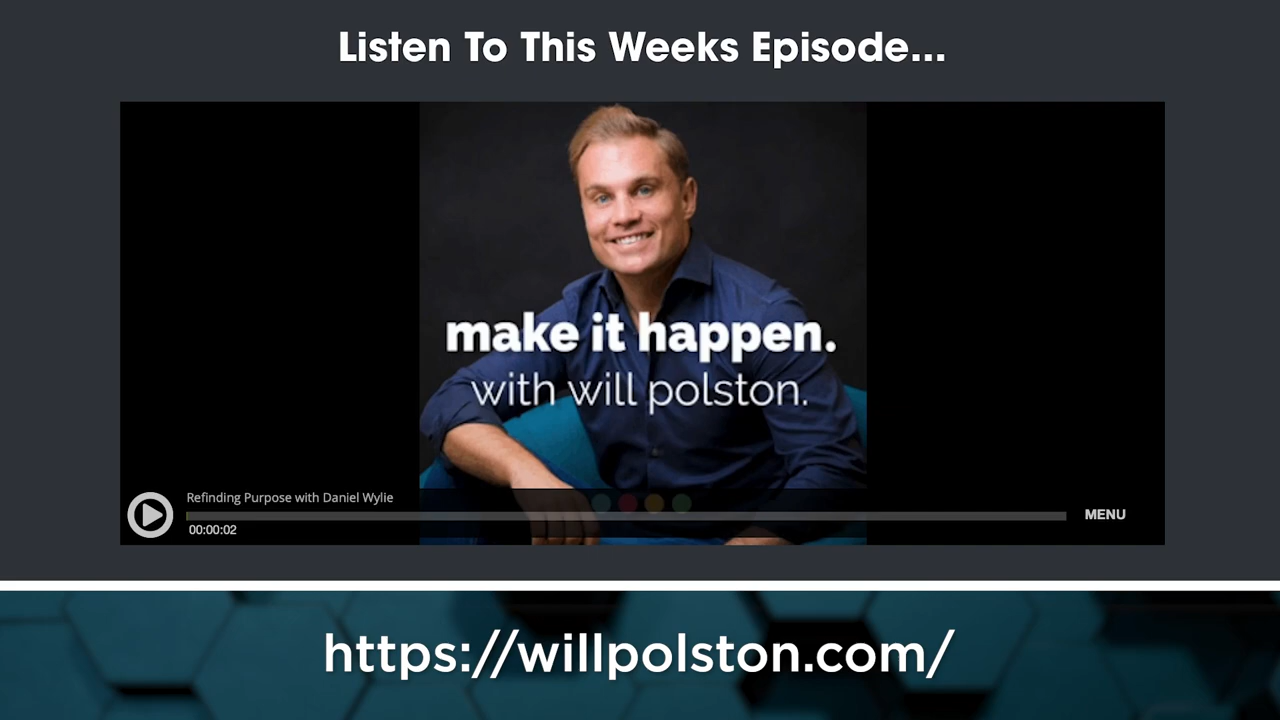 Listen To This Weeks Episode...
make it happen.
with will polston.
Refinding Purpose with Daniel Wylie
00:00:02
MENU
https://willpolston.com/